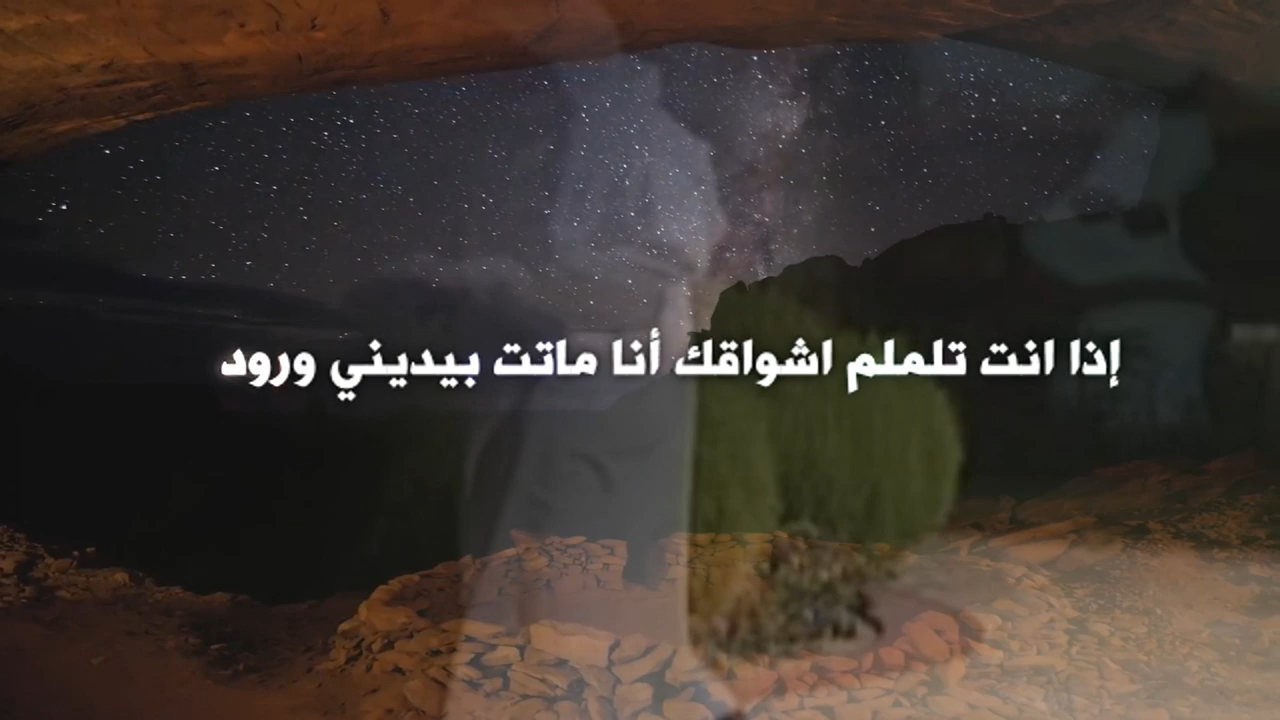 إذا انت تلملم اشواقك أنا ماتت بيديني ورود